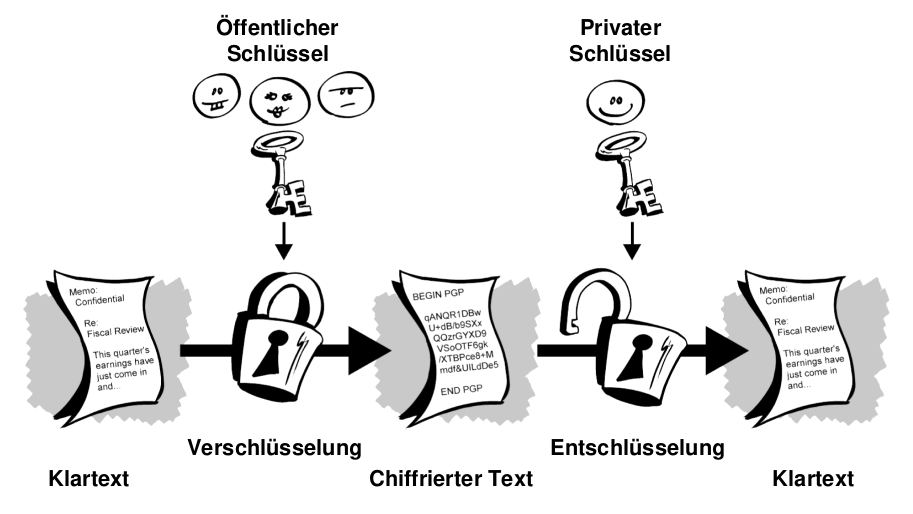 Öffentlicher
Schlüssel
Privater
Schlüssel
Memo:
Confidential
Re:
Fiscal Review
This quarter's
earnings have
just come in
and...
BEGIN PGP
qANQR1DBw
U+dB/b9SXx
QQzrGYXD9
VSoOTF6gk
/XTBPce8+M
mdf&UILdDe5
END PGP
Memo:
Confidential
Re:
Fiscal Review
This quarter's
earnings have
just come in
and...
Verschlüsselung
Entschlüsselung
Klartext
Chiffrierter Text
Klartext